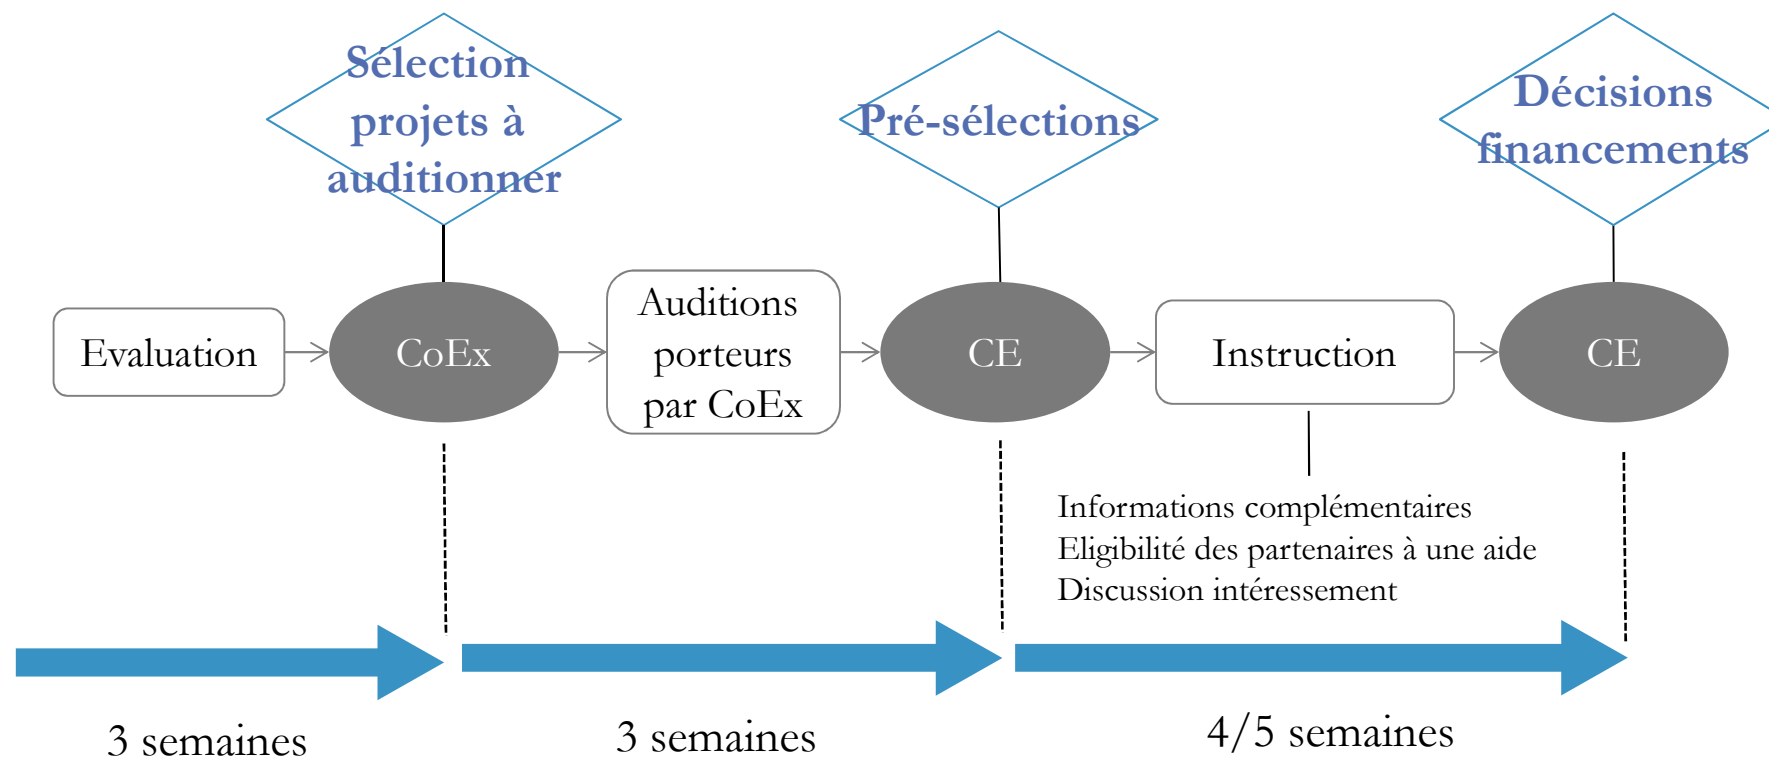 Sélection
projets à
auditionner
Pré-sélections
Décisions
financements
Evaluation
CoEx
Auditions
porteurs
par CoEx
CE
Instruction
CE
Informations complémentaires
Eligibilité des partenaires à une aide
Discussion intéressement
3 semaines
3 semaines
4/5 semaines